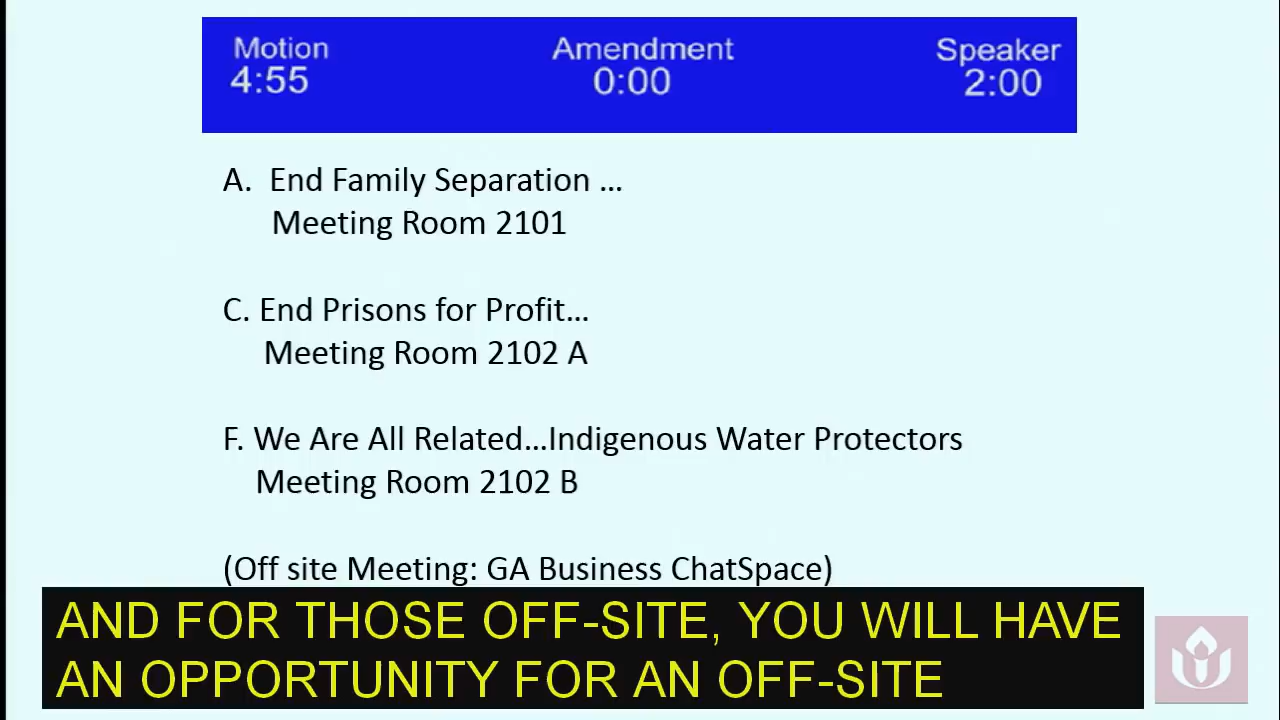 Motion Amendment Speaker
4:55 0:00 2:00
A. End Family Separation ...
Meeting Room 2101
C. End Prisons for Profit...
Meeting Room 2102 A
F. We Are All Related...Indigenous Water Protectors
Meeting Room 2102 B
(Off site Meeting: GA Business ChatSpace)
AND FOR THOSE OFF-SITE, YOU WILL HAVE
AN OPPORTUNITY FOR AN OFF-SITE